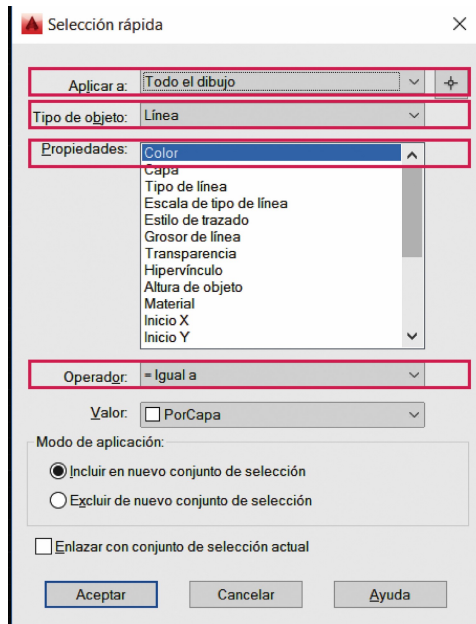 Selección rápida
Aplicar a: Todo el dibujo
Tipo de objeto: Línea
Propiedades: Color
Capa
Tipo de línea
Escala de tipo de línea
Estilo de trazado
Grosor de línea
Transparencia
Hipervínculo
Altura de objeto
Material
Inicio X
Inicio Y
Operador: = Igual a
Valor: PorCapa
Modo de aplicación:
Incluir en nuevo conjunto de selección
Excluir de nuevo conjunto de selección
Enlazar con conjunto de selección actual
Aceptar Cancelar Ayuda